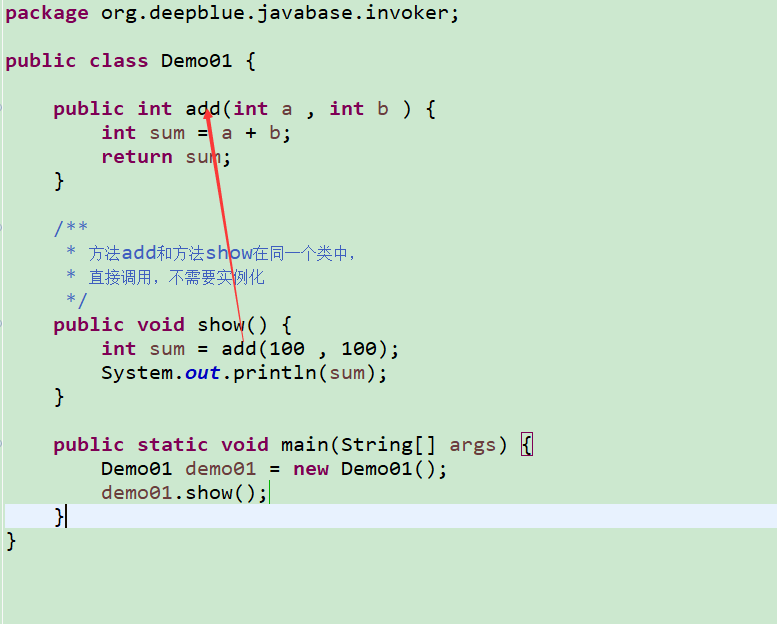 package org.deepblue.javabase.invoker;
public class Demo01 {
public int add(int a , int b ) {
int sum = a + b;
return sum;
}
/**
* 方法add和方法show在同一个类中,
* 直接调用，不需要实例化
*/
public void show() {
int sum = add(100 , 100);
System.out.println(sum);
}
public static void main(String[] args) {
Demo01 demo01 = new Demo01();
demo01.show();
}
}